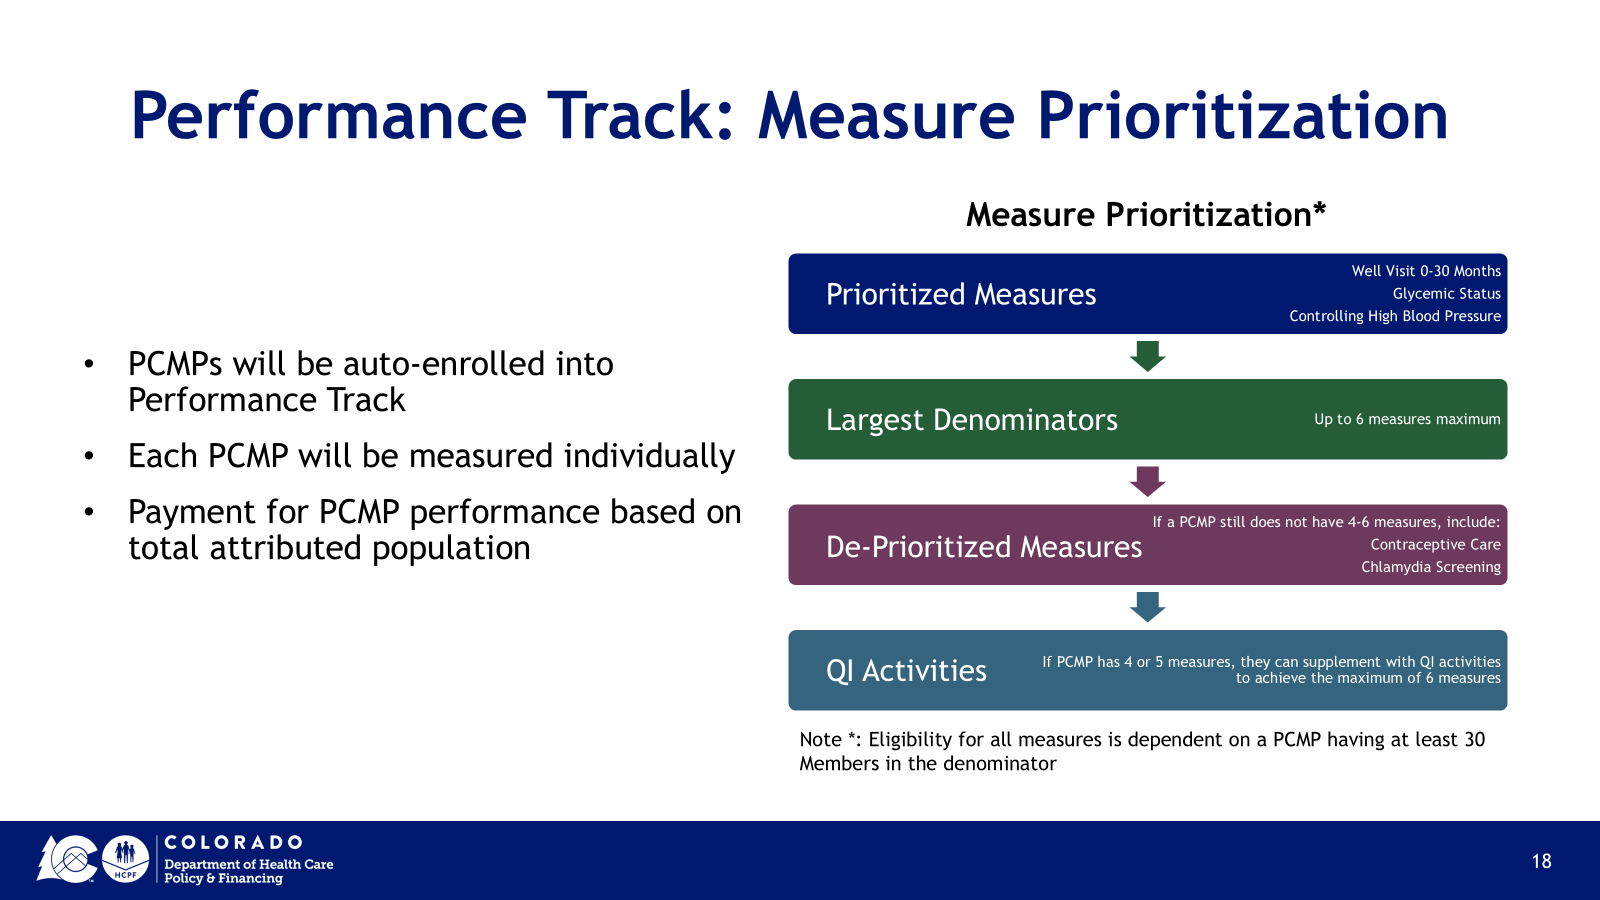 Performance Track: Measure Prioritization
• PCMPs will be auto-enrolled into
Performance Track
• Each PCMP will be measured individually
• Payment for PCMP performance based on
total attributed population
Measure Prioritization*
Prioritized Measures
Well Visit 0-30 Months
Glycemic Status
Controlling High Blood Pressure
Largest Denominators
Up to 6 measures maximum
De-Prioritized Measures
If a PCMP still does not have 4-6 measures, include:
Contraceptive Care
Chlamydia Screening
QI Activities
If PCMP has 4 or 5 measures, they can supplement with QI activities
to achieve the maximum of 6 measures
Note *: Eligibility for all measures is dependent on a PCMP having at least 30
Members in the denominator
HCPF
COLORADO
Department of Health Care
Policy & Financing
18